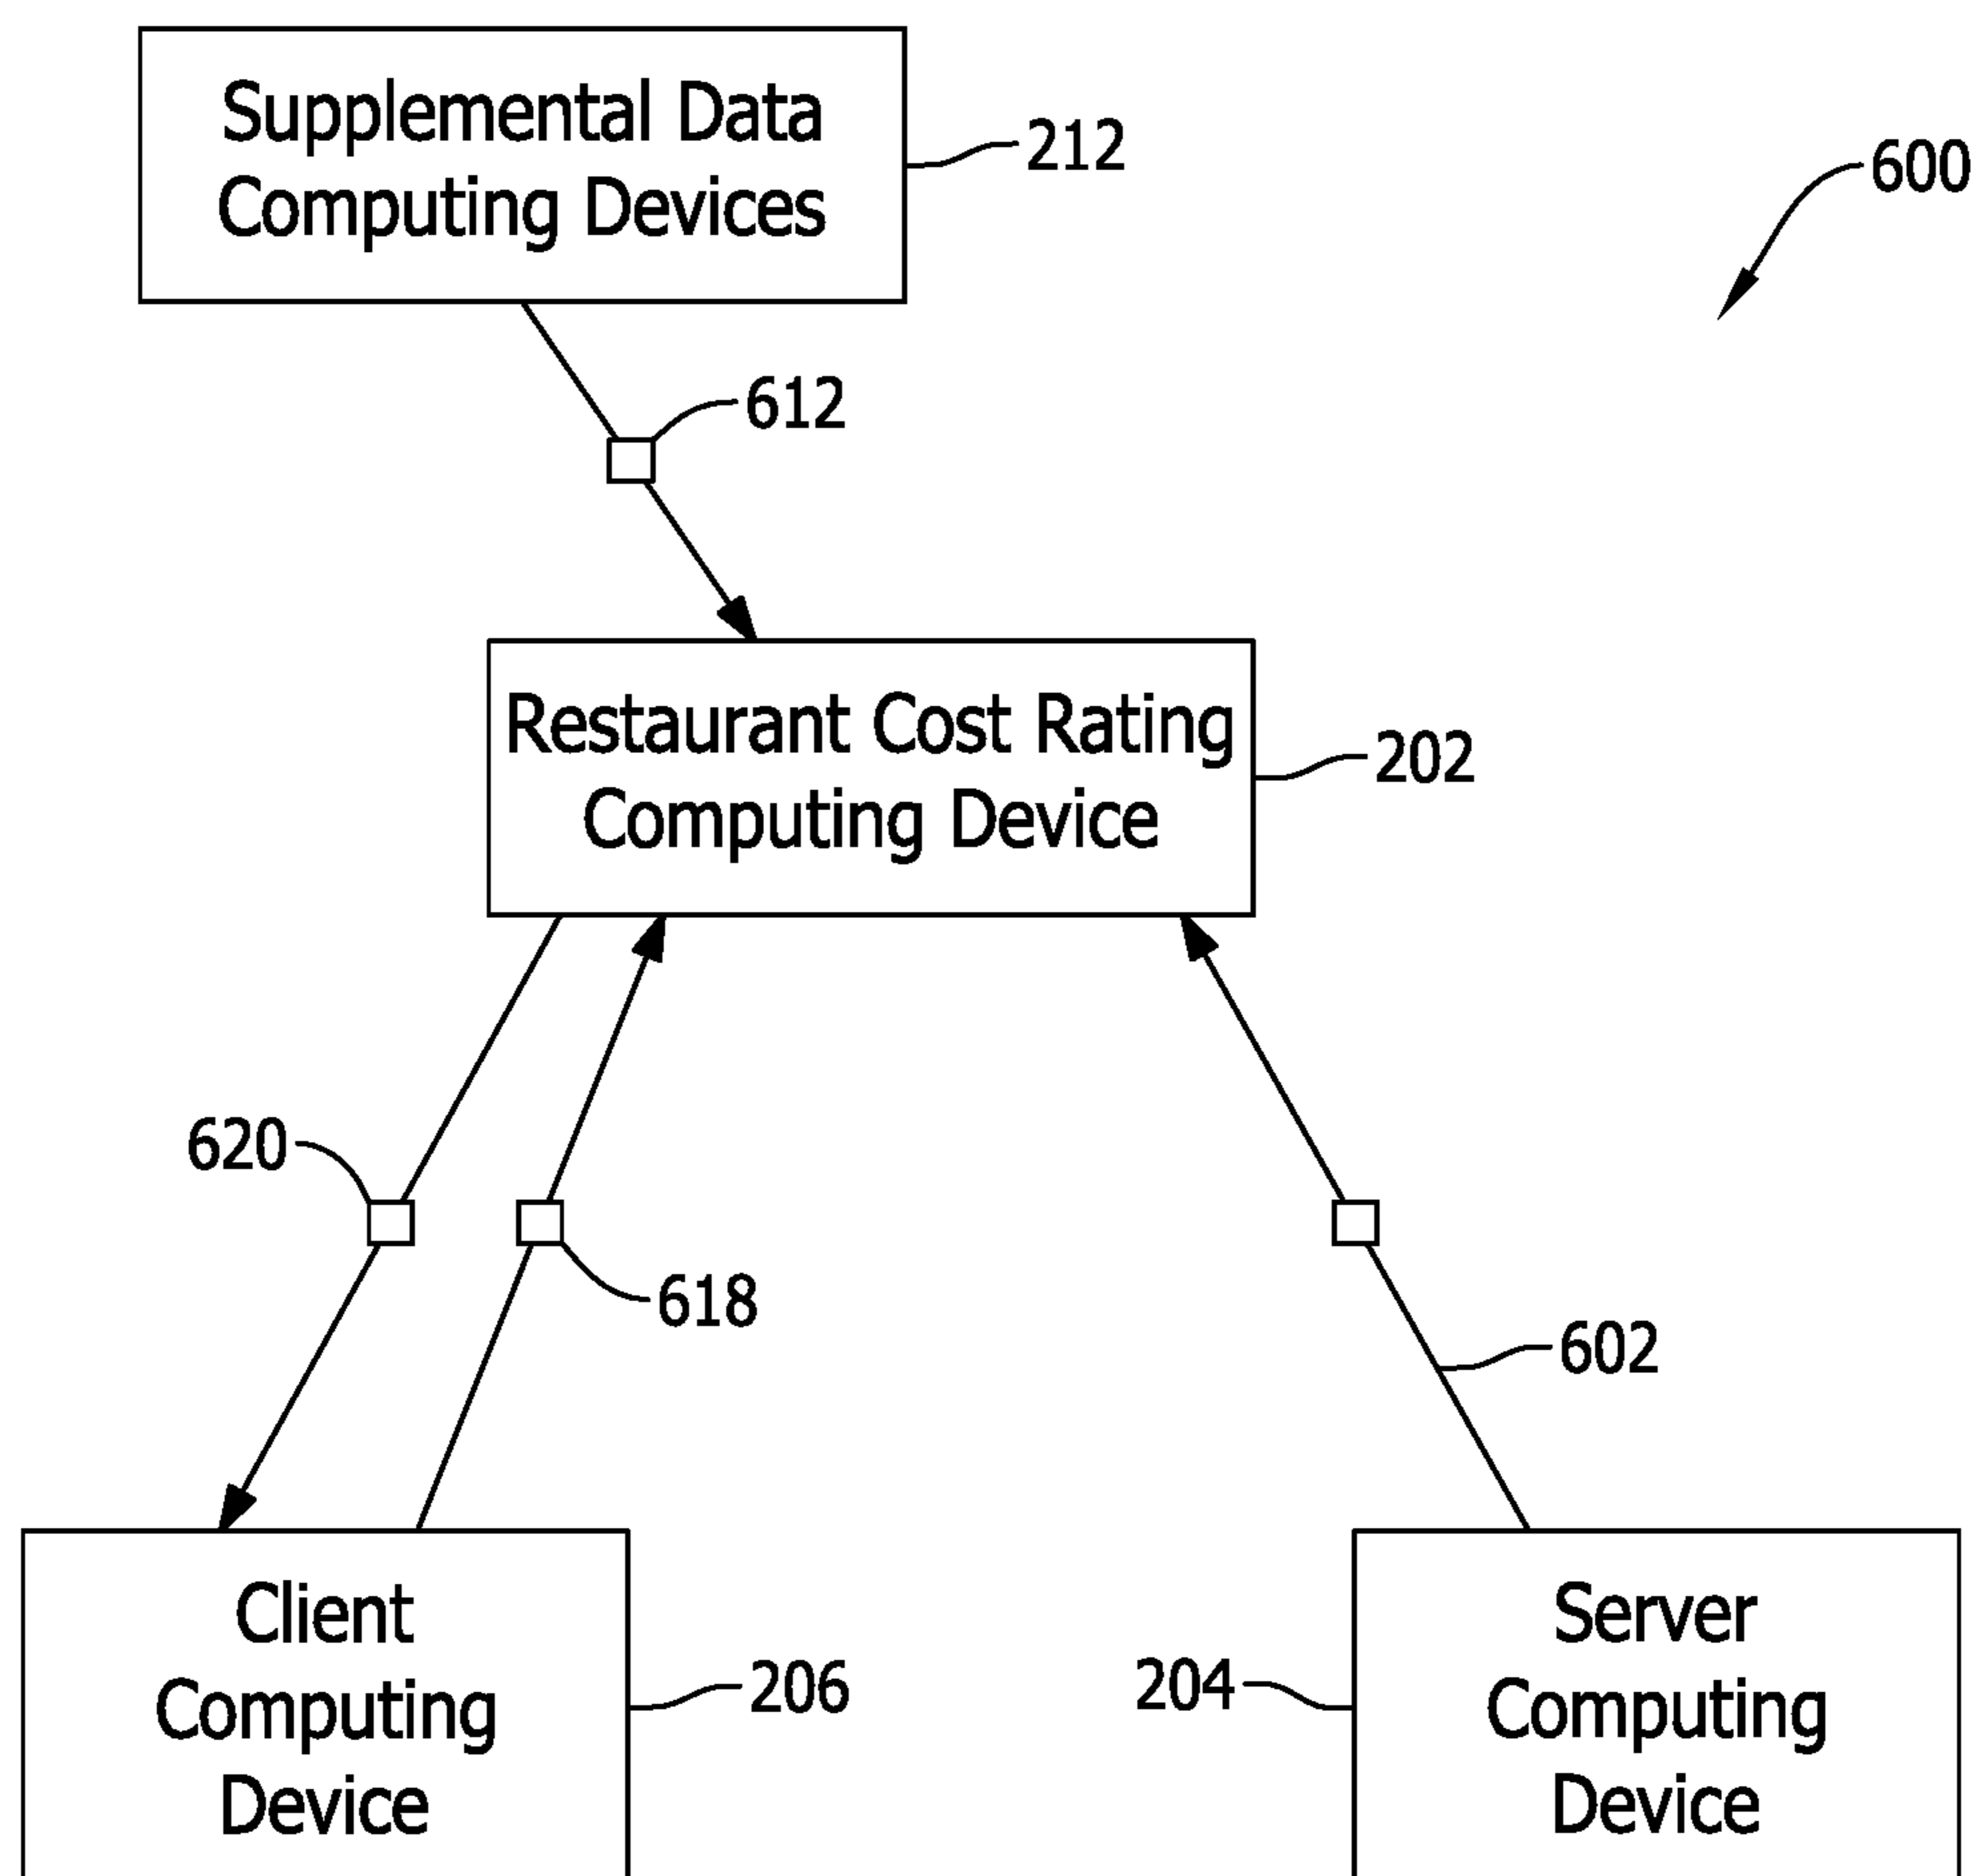 Supplemental Data
Computing Devices
212
600
612
Restaurant Cost Rating
Computing Device
202
620
618
602
Client
Computing
Device
206
204
Server
Computing
Device